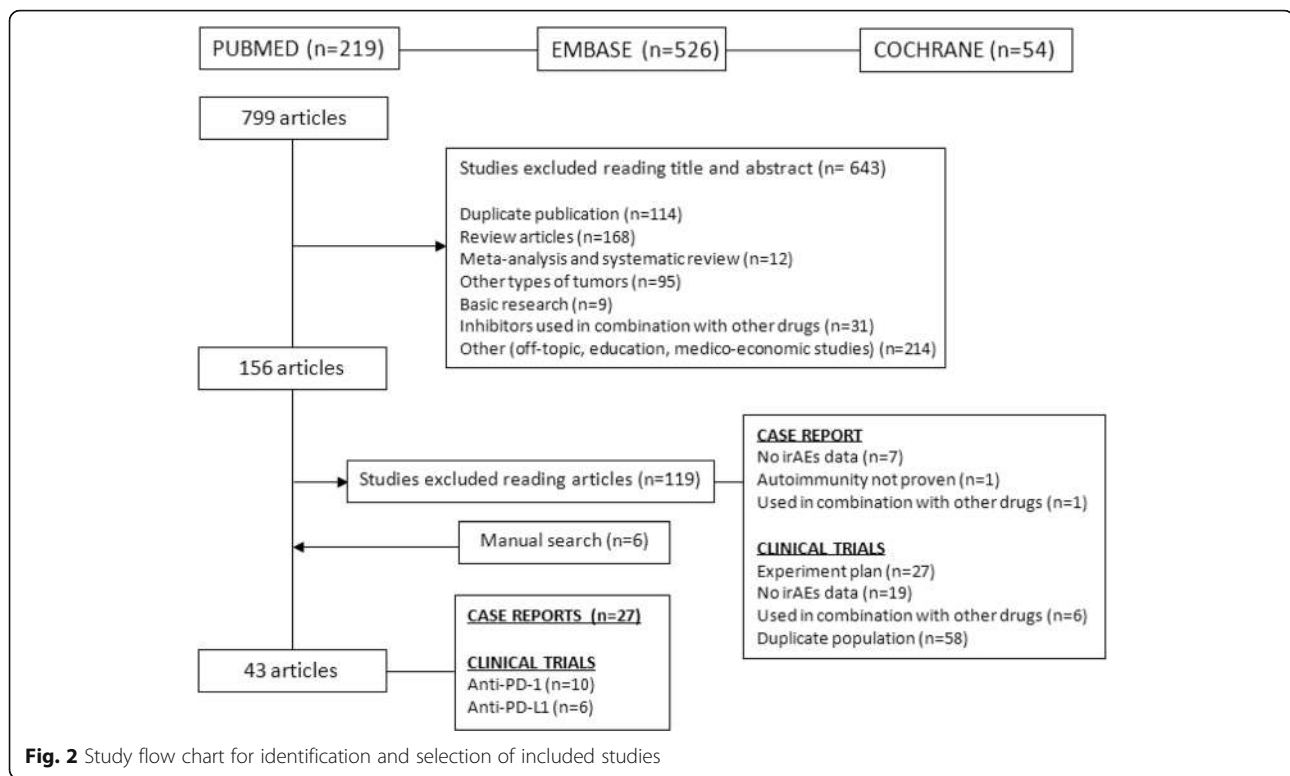 PUBMED (n=219)
EMBASE (n=526)
COCHRANE (n=54)
799 articles
Studies excluded reading title and abstract (n= 643)
Duplicate publication (n=114)
Review articles (n=168)
Meta-analysis and systematic review (n=12)
Other types of tumors (n=95)
Basic research (n=9)
Inhibitors used in combination with other drugs (n=31)
Other (off-topic, education, medico-economic studies) (n=214)
156 articles
Studies excluded reading articles (n=119)
CASE REPORT
No irAEs data (n=7)
Autoimmunity not proven (n=1)
Used in combination with other drugs (n=1)
CLINICAL TRIALS
Experiment plan (n=27)
No irAEs data (n=19)
Used in combination with other drugs (n=6)
Duplicate population (n=58)
Manual search (n=6)
43 articles
CASE REPORTS (n=27)
CLINICAL TRIALS
Anti-PD-1 (n=10)
Anti-PD-L1 (n=6)
Fig. 2 Study flow chart for identification and selection of included studies